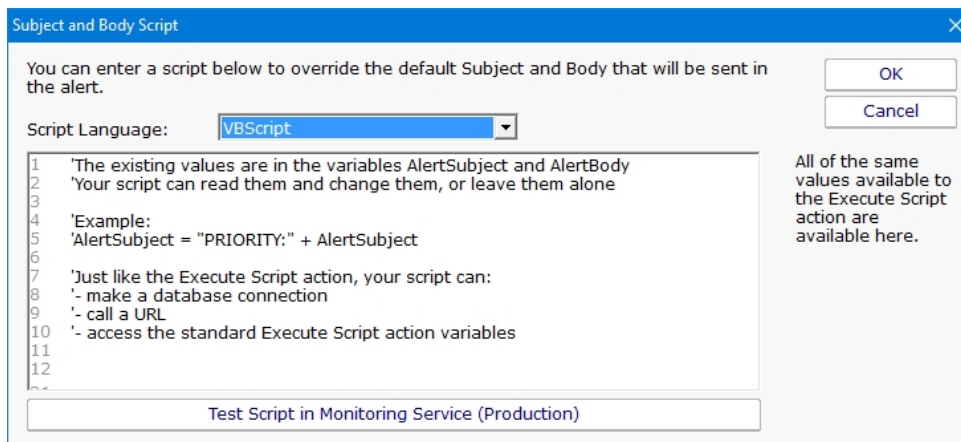 Subject and Body Script
You can enter a script below to override the default Subject and Body that will be sent in
the alert.
OK
Cancel
Script Language:
VBScript
1 'The existing values are in the variables AlertSubject and AlertBody
2 'Your script can read them and change them, or leave them alone
3
4 'Example:
5 'AlertSubject = "PRIORITY:" + AlertSubject
6
7 'Just like the Execute Script action, your script can:
8 '- make a database connection
9 '- call a URL
10 '- access the standard Execute Script action variables
11
12
All of the same
values available to
the Execute Script
action are
available here.
Test Script in Monitoring Service (Production)